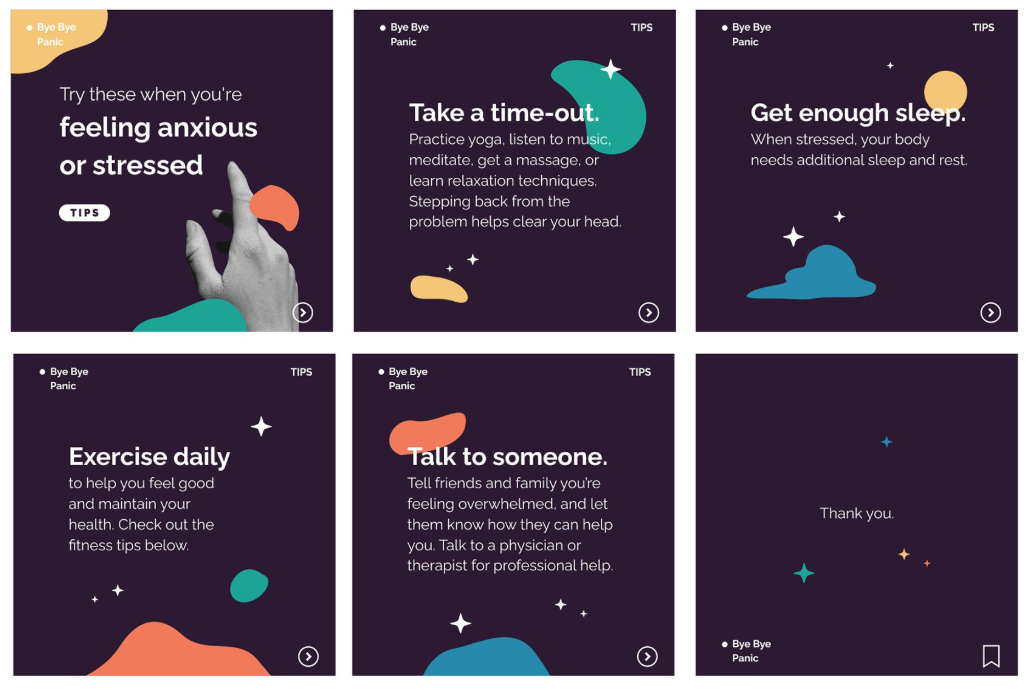 Bye Bye
Panic
Try these when you're
feeling anxious
or stressed
TIPS
Bye Bye
Panic
TIPS
Take a time-out.
Practice yoga, listen to music,
meditate, get a massage, or
learn relaxation techniques.
Stepping back from the
problem helps clear your head.
Bye Bye
Panic
TIPS
Get enough sleep.
When stressed, your body
needs additional sleep and rest.
Bye Bye
Panic
TIPS
Exercise daily
to help you feel good
and maintain your
health. Check out the
fitness tips below.
Bye Bye
Panic
TIPS
Talk to someone.
Tell friends and family you're
feeling overwhelmed, and let
them know how they can help
you. Talk to a physician or
therapist for professional help.
Thank you.
Bye Bye
Panic